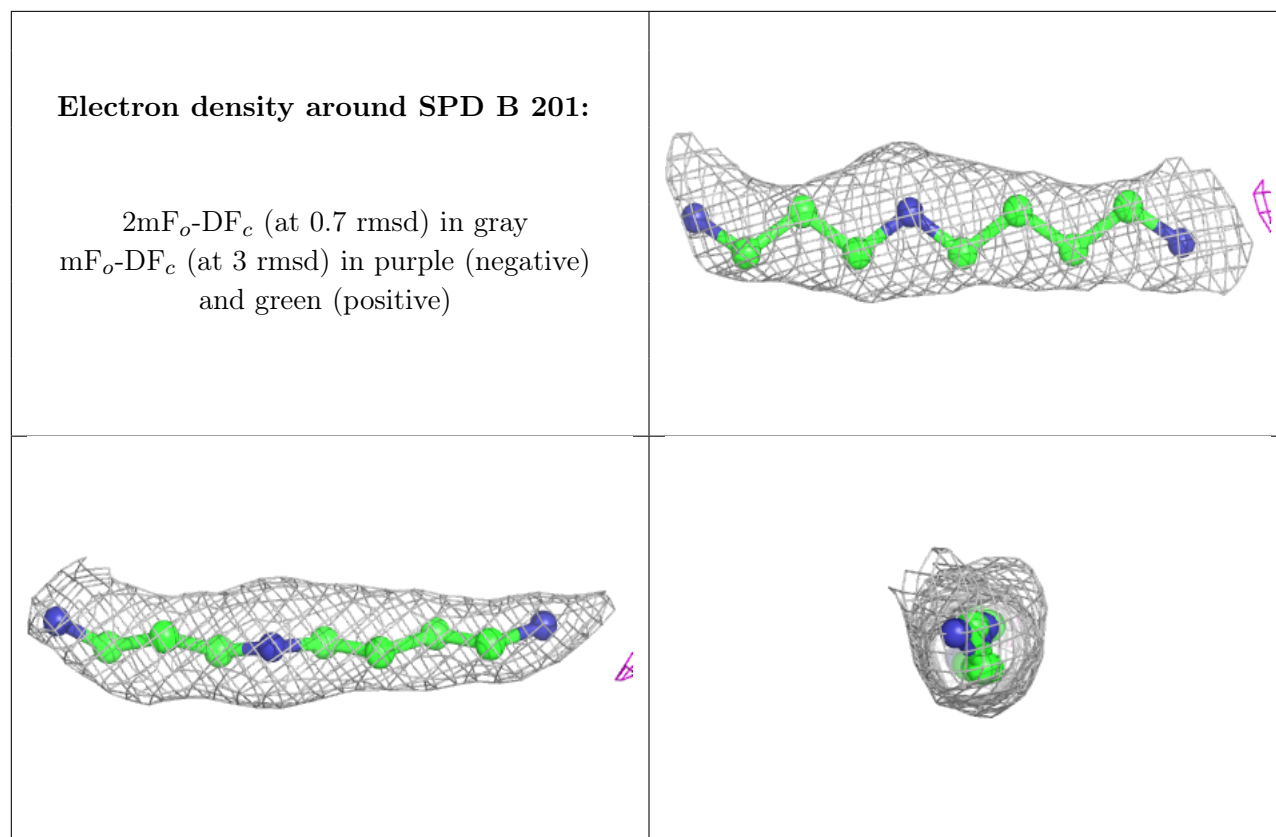 Electron density around SPD B 201:
2mFo-DFc (at 0.7 rmsd) in gray
mFo-DFc (at 3 rmsd) in purple (negative)
and green (positive)